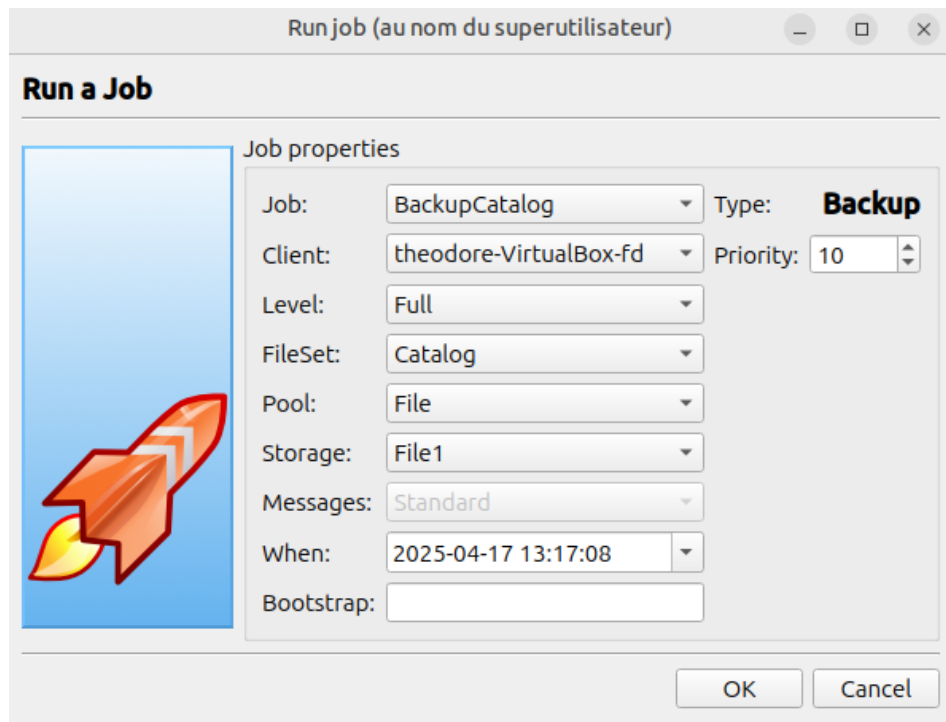 Run job (au nom du superutilisateur)
Run a Job
Job properties
Job: BackupCatalog Type: Backup
Client: theodore-VirtualBox-fd Priority: 10
Level: Full
FileSet: Catalog
Pool: File
Storage: File1
Messages: Standard
When: 2025-04-17 13:17:08
Bootstrap:
OK Cancel